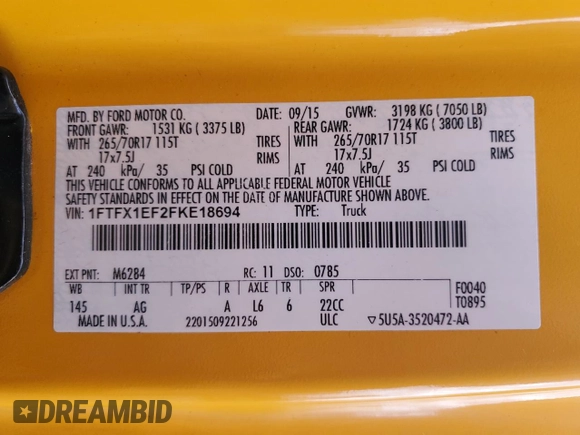 MFD. BY FORD MOTOR CO.
DATE: 09/15 GVWR: 3198 KG ( 7050 LB)
FRONT GAWR: 1531 KG ( 3375 LB)
REAR GAWR: 1724 KG ( 3800 LB)
WITH 265/70R17 115T TIRES
WITH 265/70R17 115T TIRES
17x7.5J RIMS
17x7.5J RIMS
AT 240 kPa/ 35 PSI COLD
AT 240 kPa/ 35 PSI COLD
THIS VEHICLE CONFORMS TO ALL APPLICABLE FEDERAL MOTOR VEHICLE
SAFETY STANDARDS IN EFFECT ON THE DATE OF MANUFACTURE SHOWN ABOVE.
VIN: 1FTFX1EF2FKE18694 TYPE: Truck
EXT PNT: M6284 RC: 11 DSO: 0785
WB INT TR TP/PS R AXLE TR SPR F0040
145 AG A L6 6 22CC T0895
MADE IN U.S.A. 2201509221256 ULC ▽5U5A-3520472-AA
DREAMBID